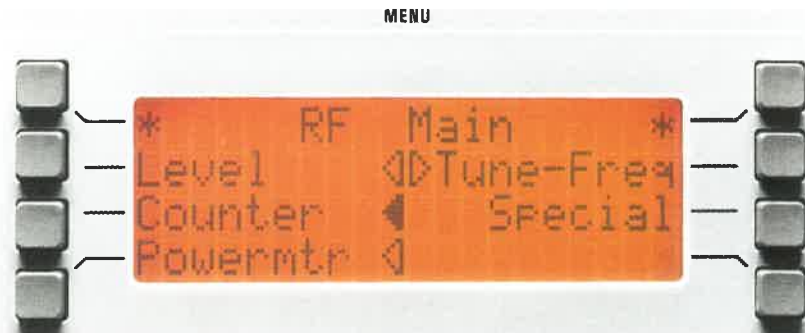 MENU
* RF Main *
Level ◁▷Tune-Freq
Counter ◀ Special
Powermtr ◁